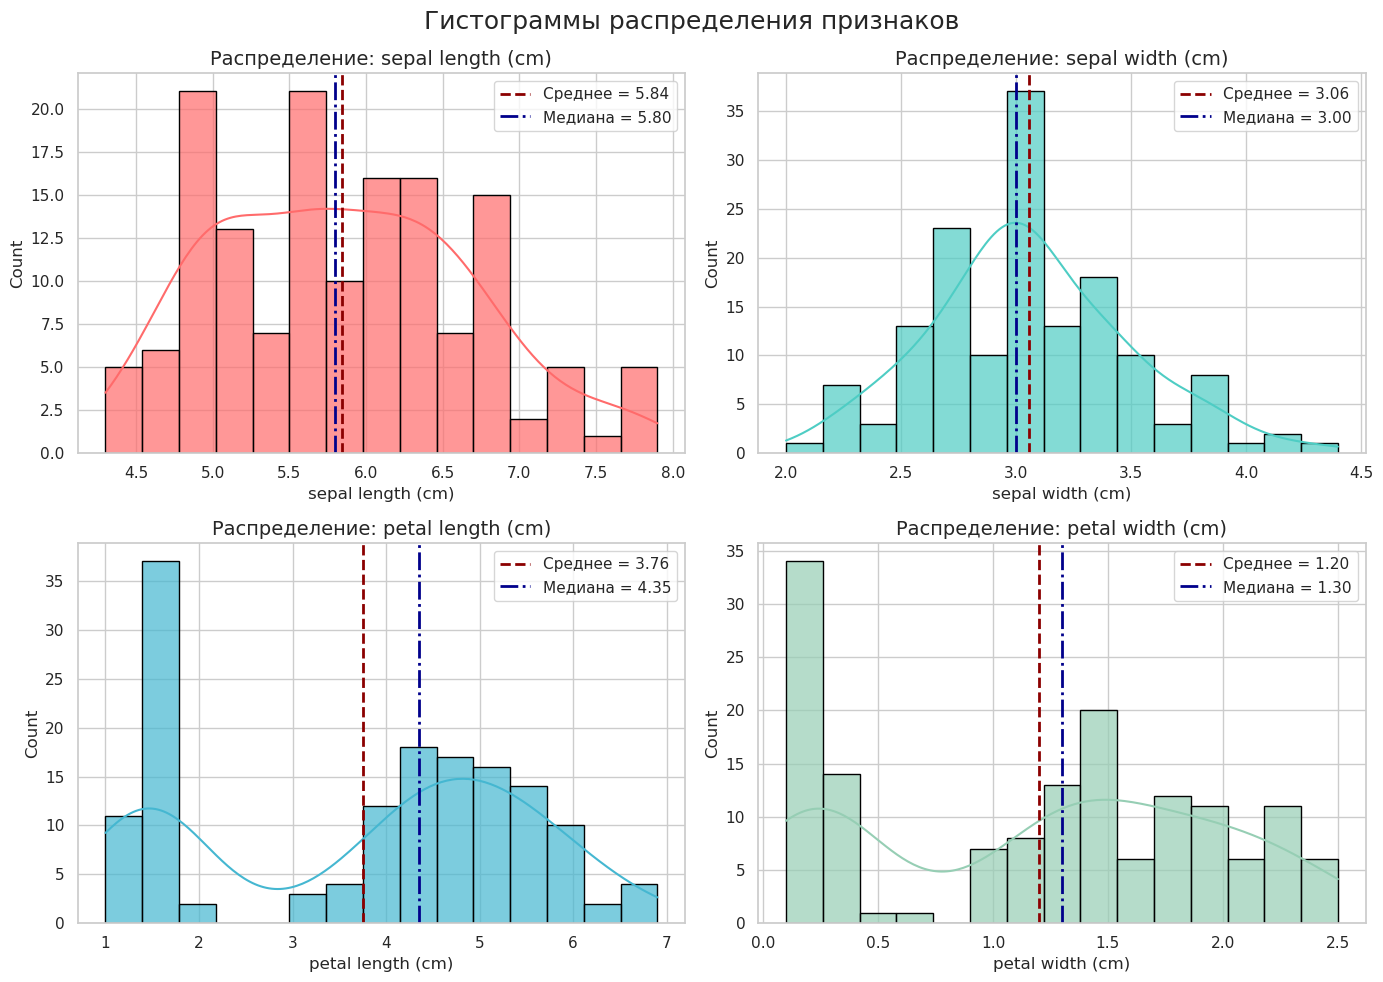 Гистограммы распределения признаков
Распределение: sepal length (cm)
Среднее = 5.84
Медиана = 5.80
Count
20.0
17.5
15.0
12.5
10.0
7.5
5.0
2.5
0.0
4.5 5.0 5.5 6.0 6.5 7.0 7.5 8.0
sepal length (cm)
Распределение: sepal width (cm)
Среднее = 3.06
Медиана = 3.00
Count
35
30
25
20
15
10
5
0
2.0 2.5 3.0 3.5 4.0 4.5
sepal width (cm)
Распределение: petal length (cm)
Среднее = 3.76
Медиана = 4.35
Count
35
30
25
20
15
10
5
0
1 2 3 4 5 6 7
petal length (cm)
Распределение: petal width (cm)
Среднее = 1.20
Медиана = 1.30
Count
35
30
25
20
15
10
5
0
0.0 0.5 1.0 1.5 2.0 2.5
petal width (cm)